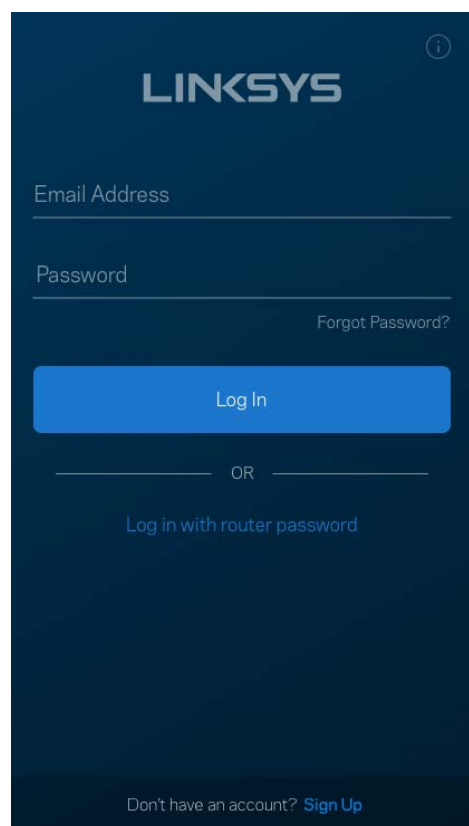 LINKSYS
Email Address
Password
Forgot Password?
Log In
OR
Log in with router password
Don't have an account? Sign Up